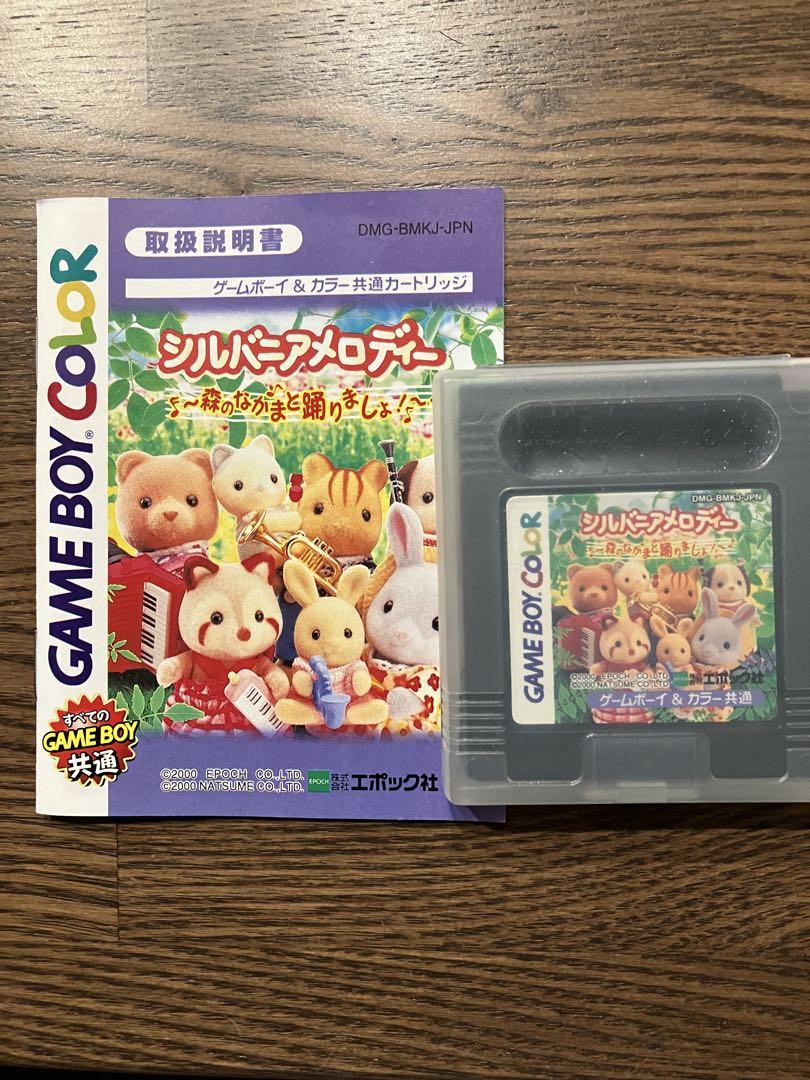 取扱説明書
DMG-BMKJ-JPN
ゲームボーイ & カラー共通カートリッジ
GAME BOY® COLOR
シルバニアメロディー
～森のなかまと踊りましょ!～
すべての
GAME BOY
共通
©2000 EPOCH CO.,LTD.
©2000 NATSUME CO.,LTD.
EPOCH 株式会社 エポック社
DMG-BMKJ-JPN
GAME BOY COLOR
シルバニアメロディー
～森のなかまと踊りましょ!～
©2000 EPOCH CO.,LTD
©2000 NATSUME CO.,LTD
株式会社 エポック社
ゲームボーイ & カラー共通